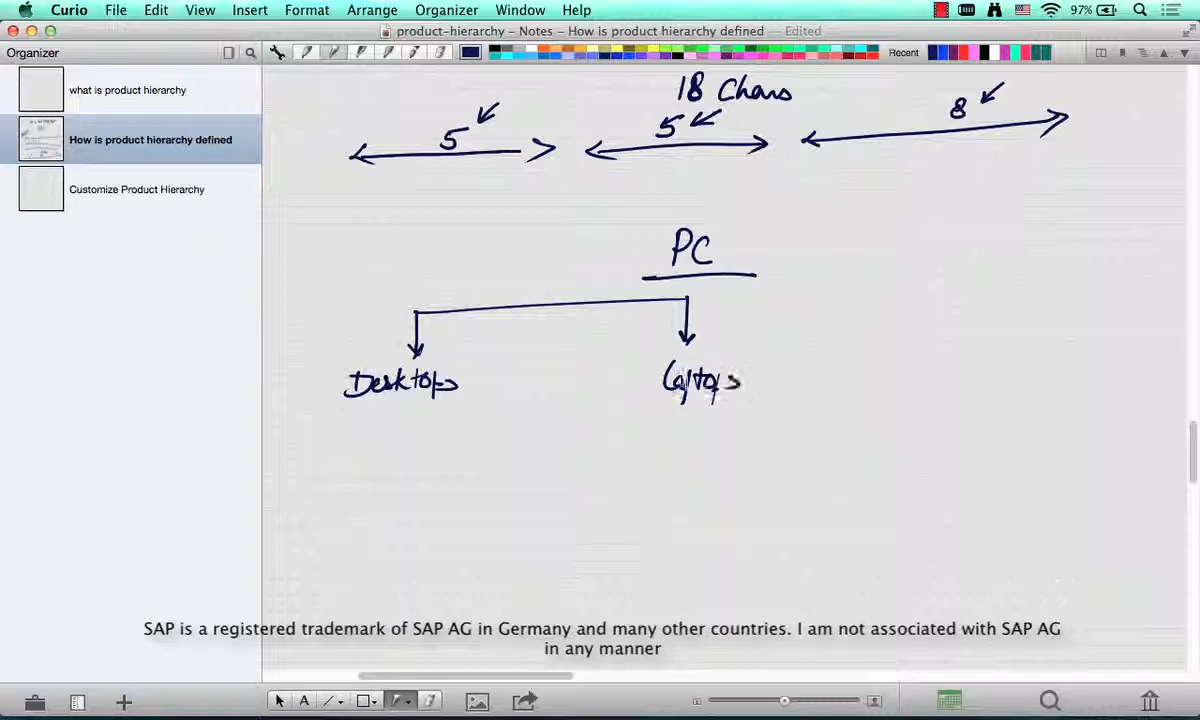 Curio File Edit View Insert Format Arrange Organizer Window Help 97%
product-hierarchy — Notes – How is product hierarchy defined — Edited
Organizer
Recent
what is product hierarchy
How is product hierarchy defined
Customize Product Hierarchy
18 Chars
5 5 8
PC
Desktops Laptops
SAP is a registered trademark of SAP AG in Germany and many other countries. I am not associated with SAP AG
in any manner
A